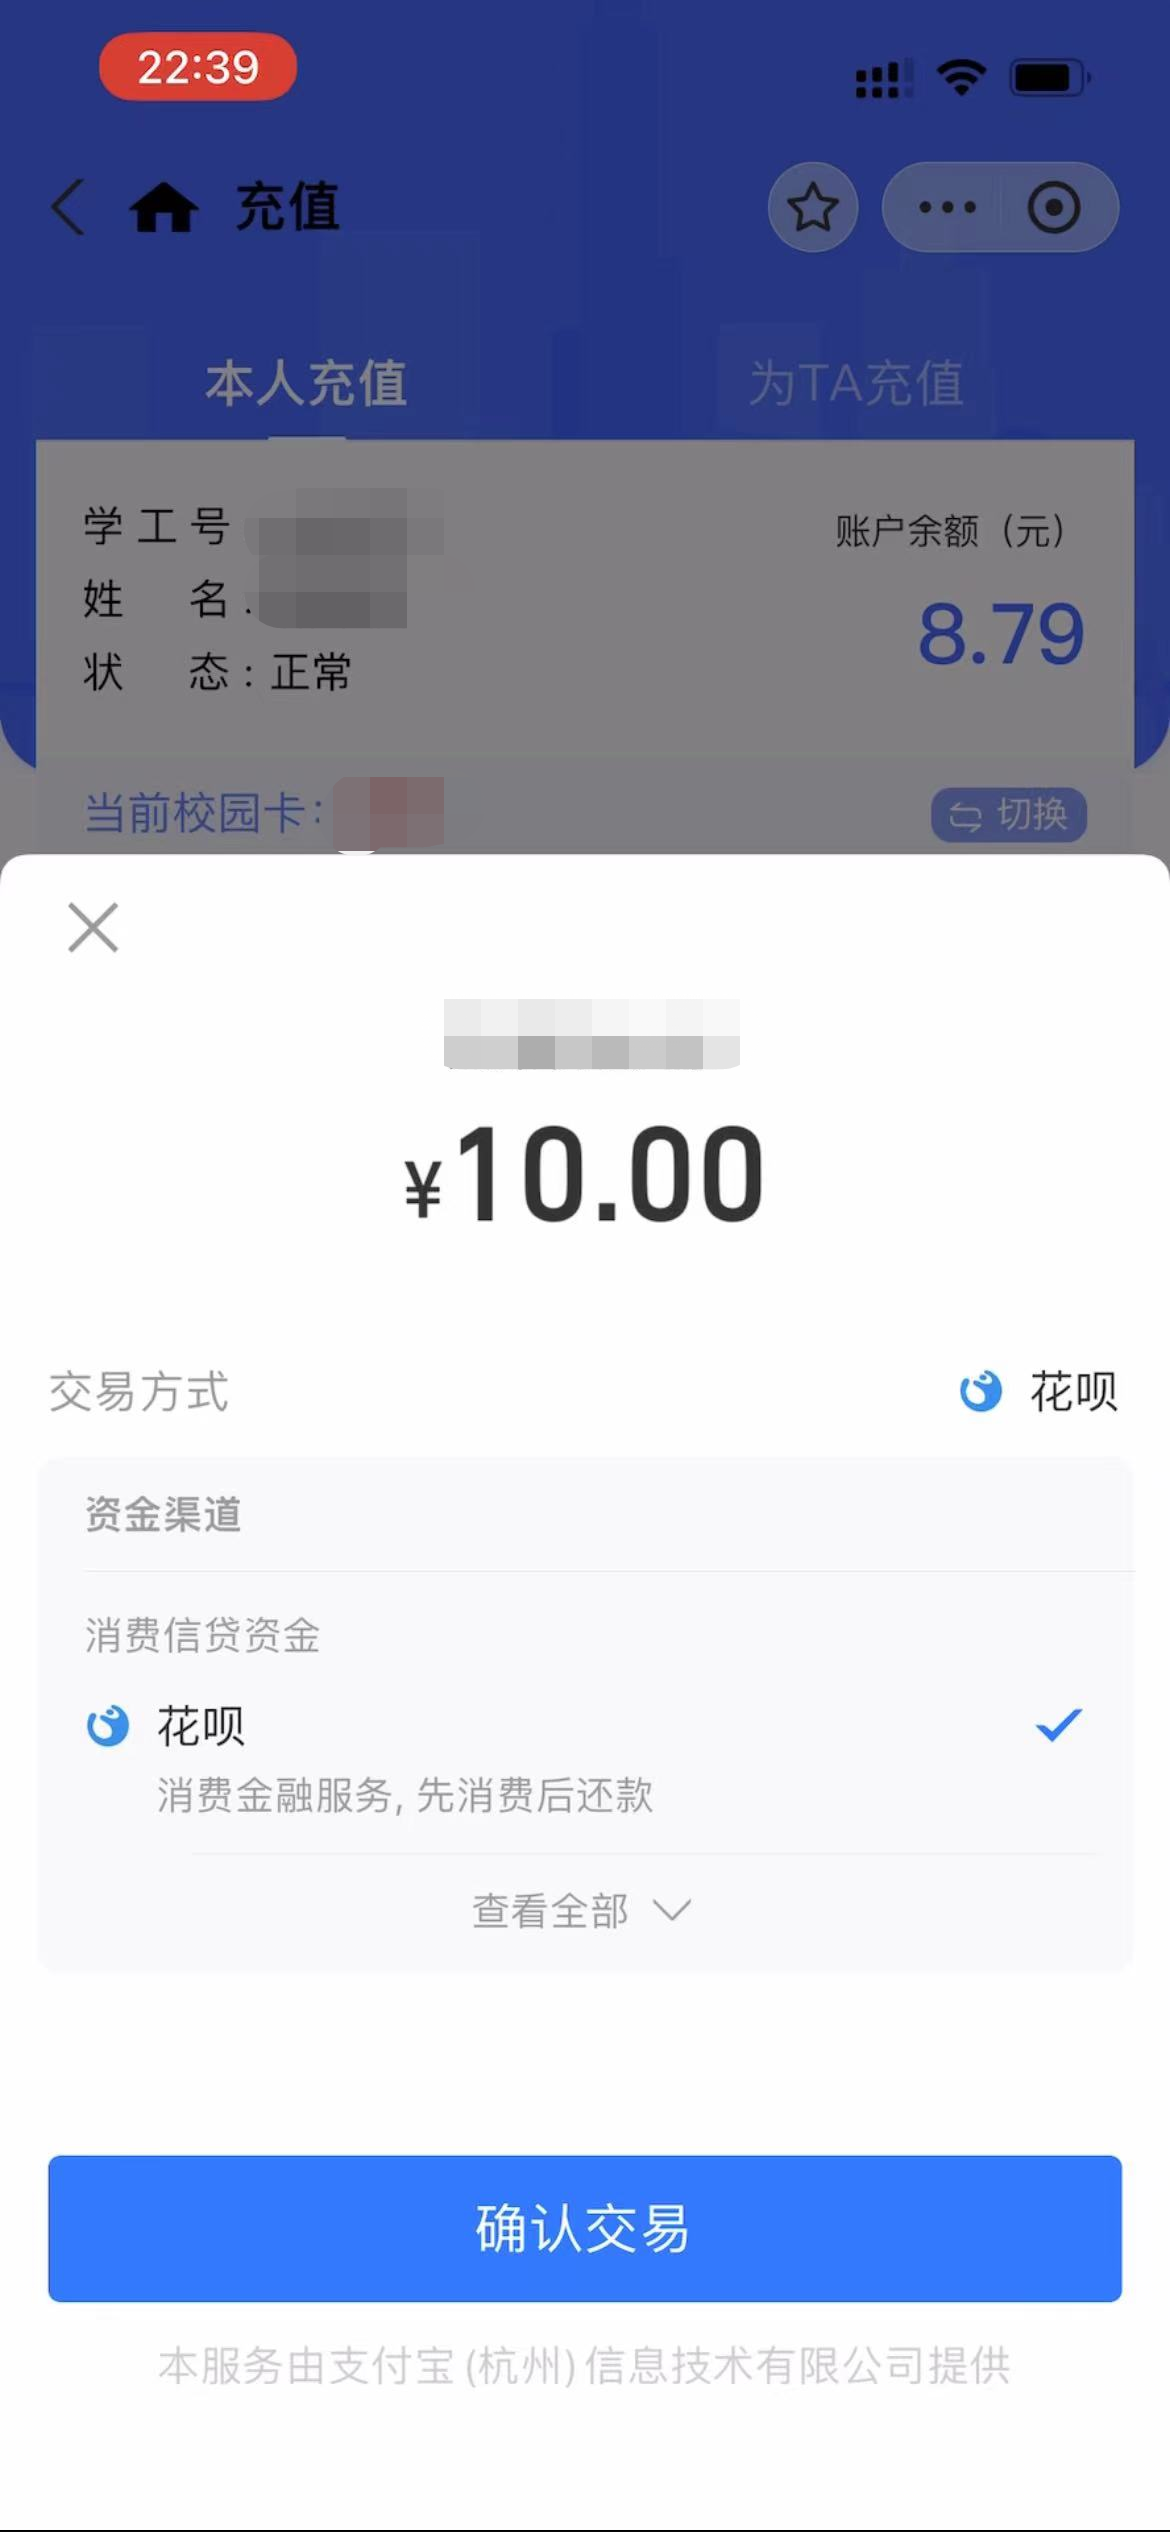 22:39
充值
本人充值
为TA充值
学工号
账户余额（元）
姓 名:
8.79
状 态: 正常
当前校园卡:
切换
¥10.00
交易方式
花呗
资金渠道
消费信贷资金
花呗
消费金融服务, 先消费后还款
查看全部
确认交易
本服务由支付宝(杭州)信息技术有限公司提供